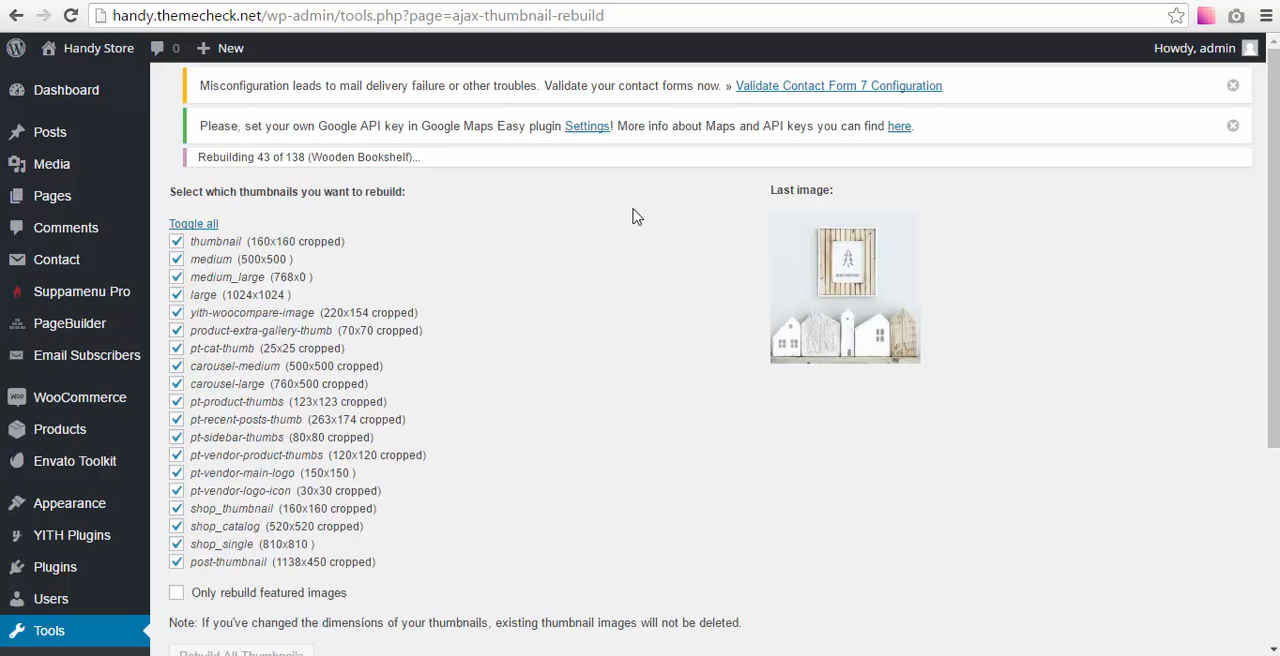 handy.themecheck.net/wp-admin/tools.php?page=ajax-thumbnail-rebuild
Handy Store 0 New Howdy, admin
Dashboard
Posts
Media
Pages
Comments
Contact
Suppamenu Pro
PageBuilder
Email Subscribers
WOO WooCommerce
Products
Envato Toolkit
Appearance
YITH Plugins
Plugins
Users
Tools
Misconfiguration leads to mail delivery failure or other troubles. Validate your contact forms now. » Validate Contact Form 7 Configuration
Please, set your own Google API key in Google Maps Easy plugin Settings! More info about Maps and API keys you can find here.
Rebuilding 43 of 138 (Wooden Bookshelf)...
Select which thumbnails you want to rebuild:
Toggle all
thumbnail (160x160 cropped)
medium (500x500 )
medium_large (768x0 )
large (1024x1024 )
yith-woocompare-image (220x154 cropped)
product-extra-gallery-thumb (70x70 cropped)
pt-cat-thumb (25x25 cropped)
carousel-medium (500x500 cropped)
carousel-large (760x500 cropped)
pt-product-thumbs (123x123 cropped)
pt-recent-posts-thumb (263x174 cropped)
pt-sidebar-thumbs (80x80 cropped)
pt-vendor-product-thumbs (120x120 cropped)
pt-vendor-main-logo (150x150 )
pt-vendor-logo-icon (30x30 cropped)
shop_thumbnail (160x160 cropped)
shop_catalog (520x520 cropped)
shop_single (810x810 )
post-thumbnail (1138x450 cropped)
Only rebuild featured images
Note: If you've changed the dimensions of your thumbnails, existing thumbnail images will not be deleted.
Rebuild All Thumbnails
Last image: